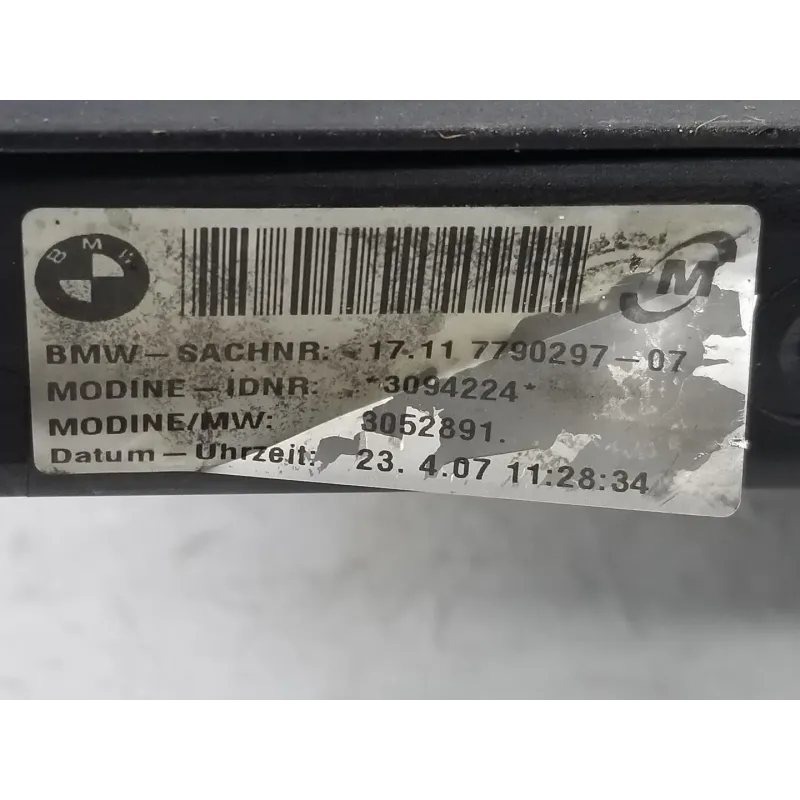 BMW
M
BMW-SACHNR: 17.11 7790297-07
MODINE-IDNR: *3094224*
MODINE/MW: 3052891.
Datum-Uhrzeit: 23. 4.07 11:28:34